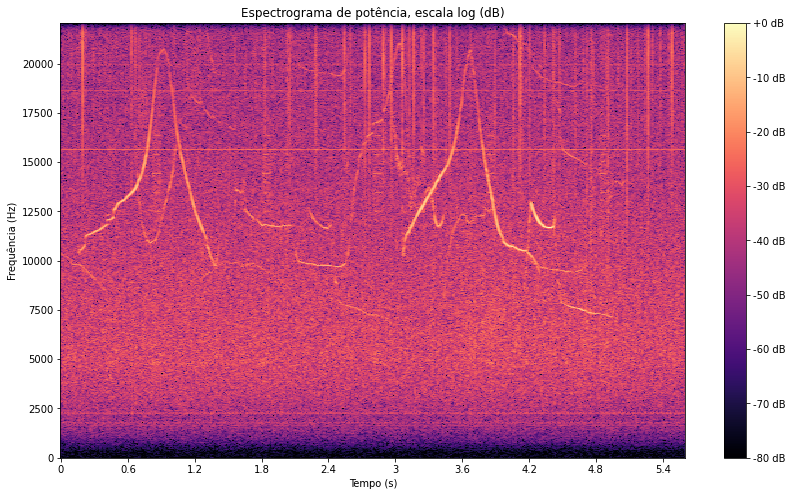 Espectrograma de potência, escala log (dB)
Frequência (Hz)
20000
17500
15000
12500
10000
7500
5000
2500
0
0 0.6 1.2 1.8 2.4 3 3.6 4.2 4.8 5.4
Tempo (s)
+0 dB
-10 dB
-20 dB
-30 dB
-40 dB
-50 dB
-60 dB
-70 dB
-80 dB